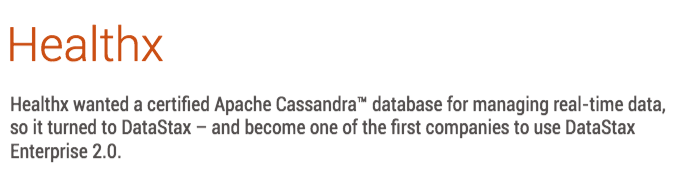 Healthx
Healthx wanted a certified Apache Cassandra™ database for managing real-time data,
so it turned to DataStax – and become one of the first companies to use DataStax
Enterprise 2.0.